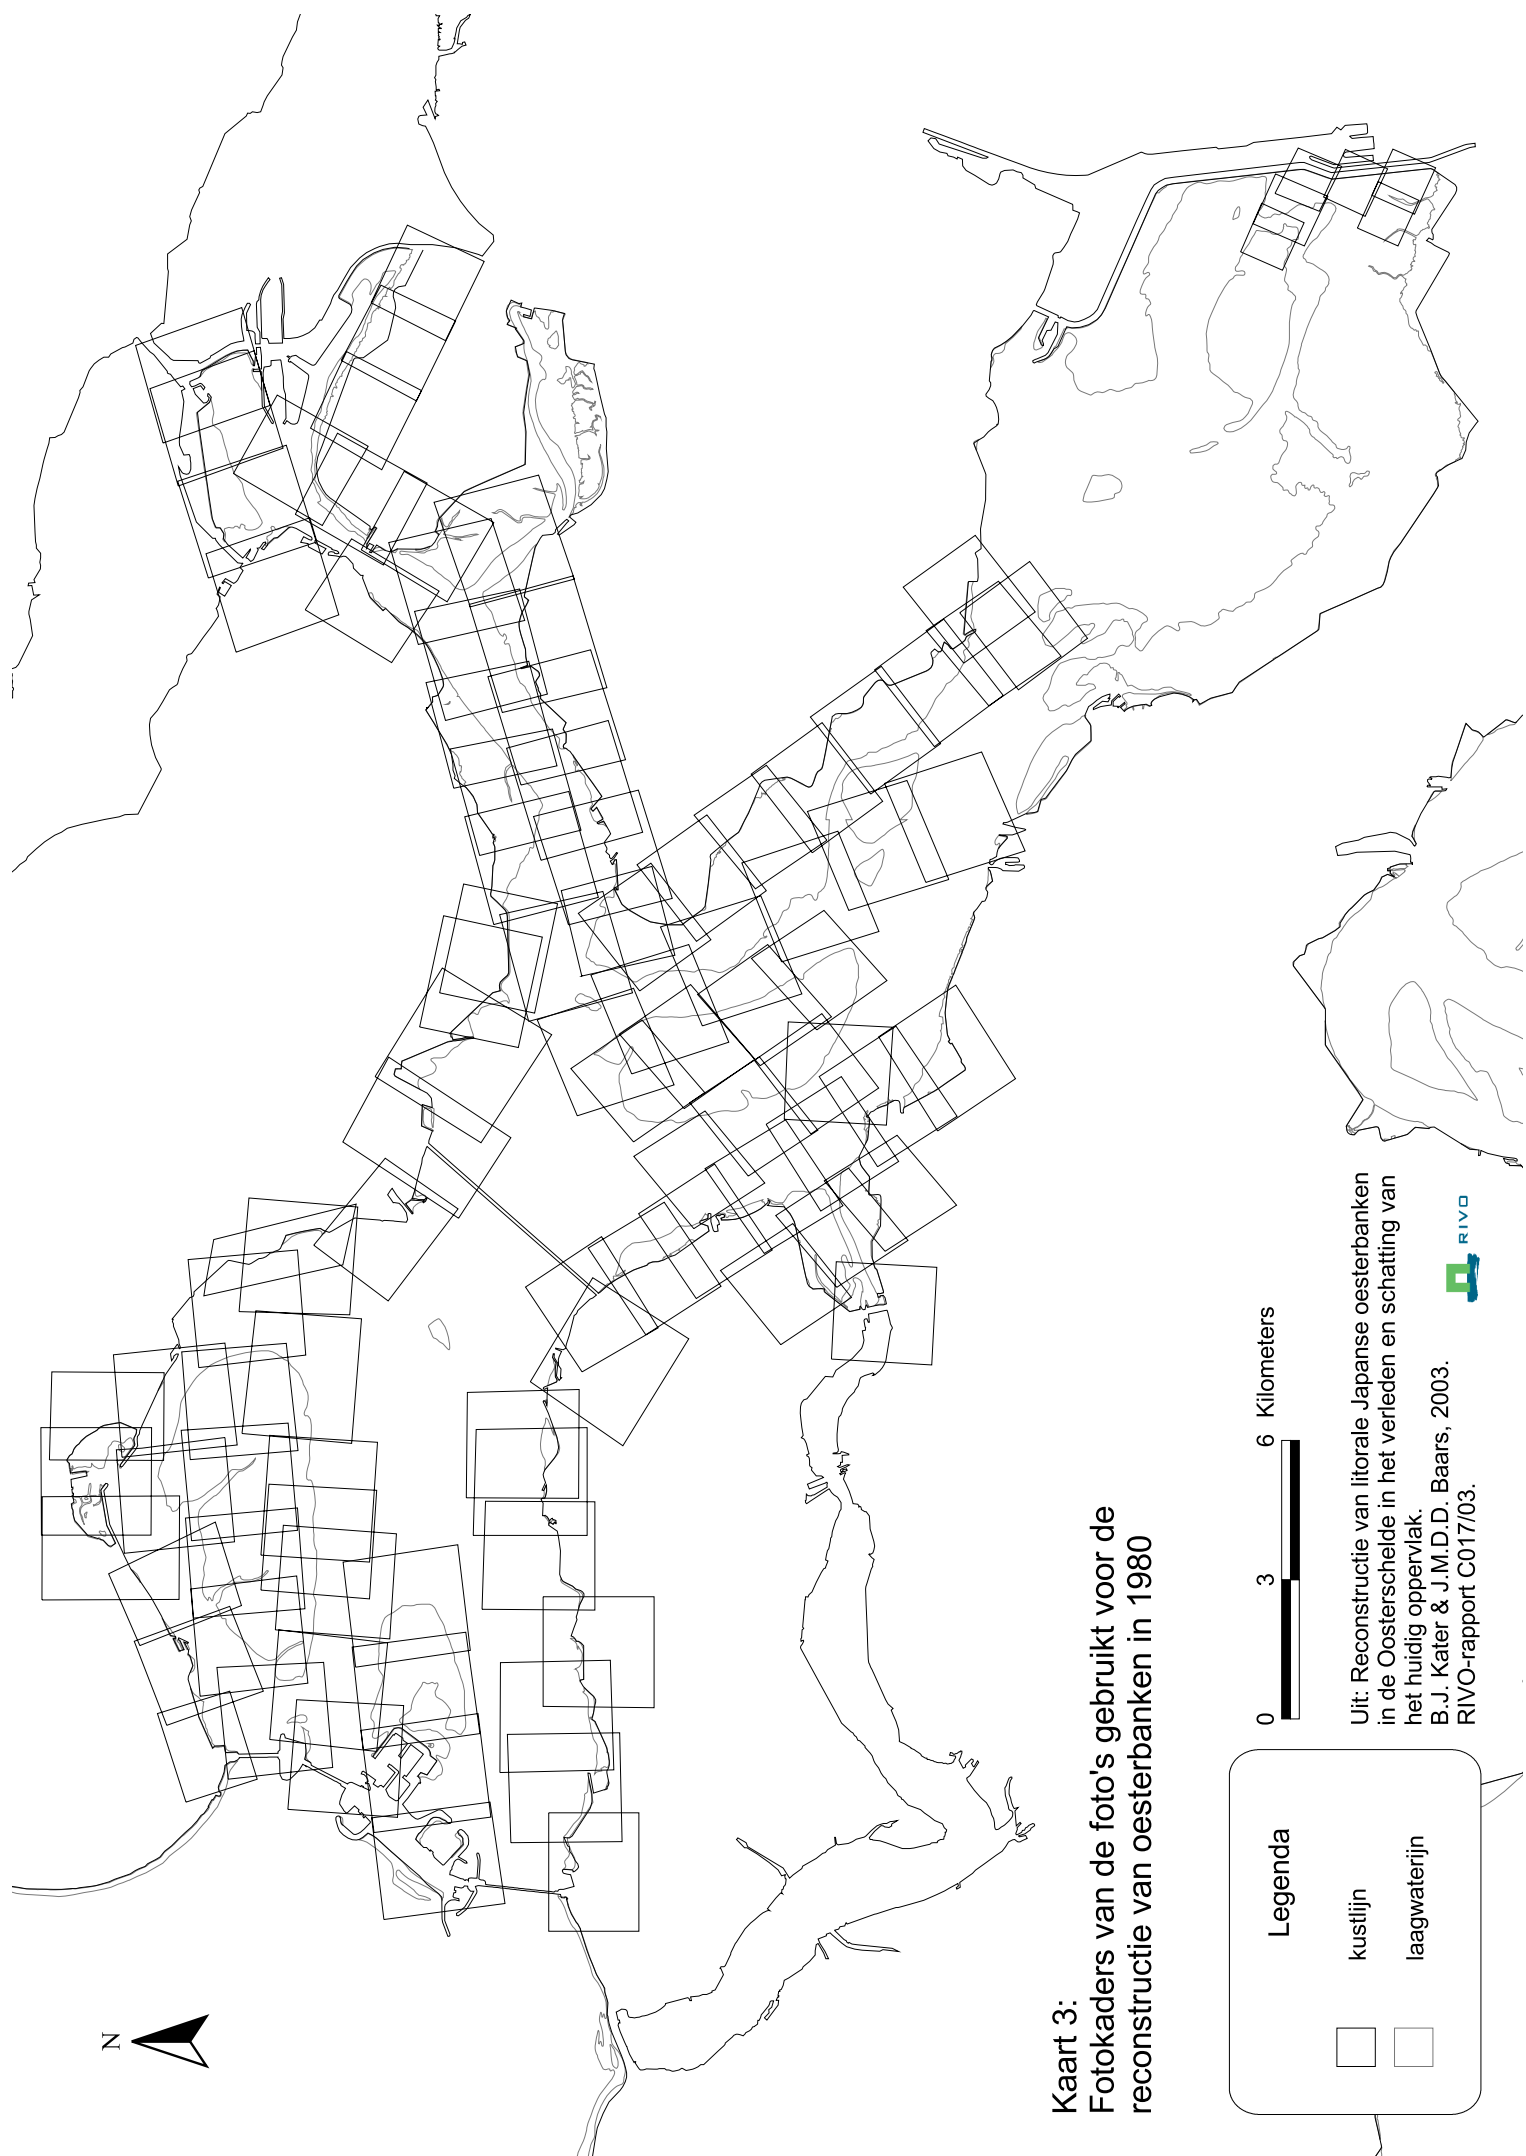 N
Kaart 3:
Fotokaders van de foto's gebruikt voor de
reconstructie van oesterbanken in 1980
Legenda
kustlijn
laagwaterijn
0 3 6 Kilometers
Uit: Reconstructie van litorale Japanse oesterbanken
in de Oosterschelde in het verleden en schatting van
het huidig oppervlak.
B.J. Kater & J.M.D.D. Baars, 2003.
RIVO-rapport C017/03.
RIVO